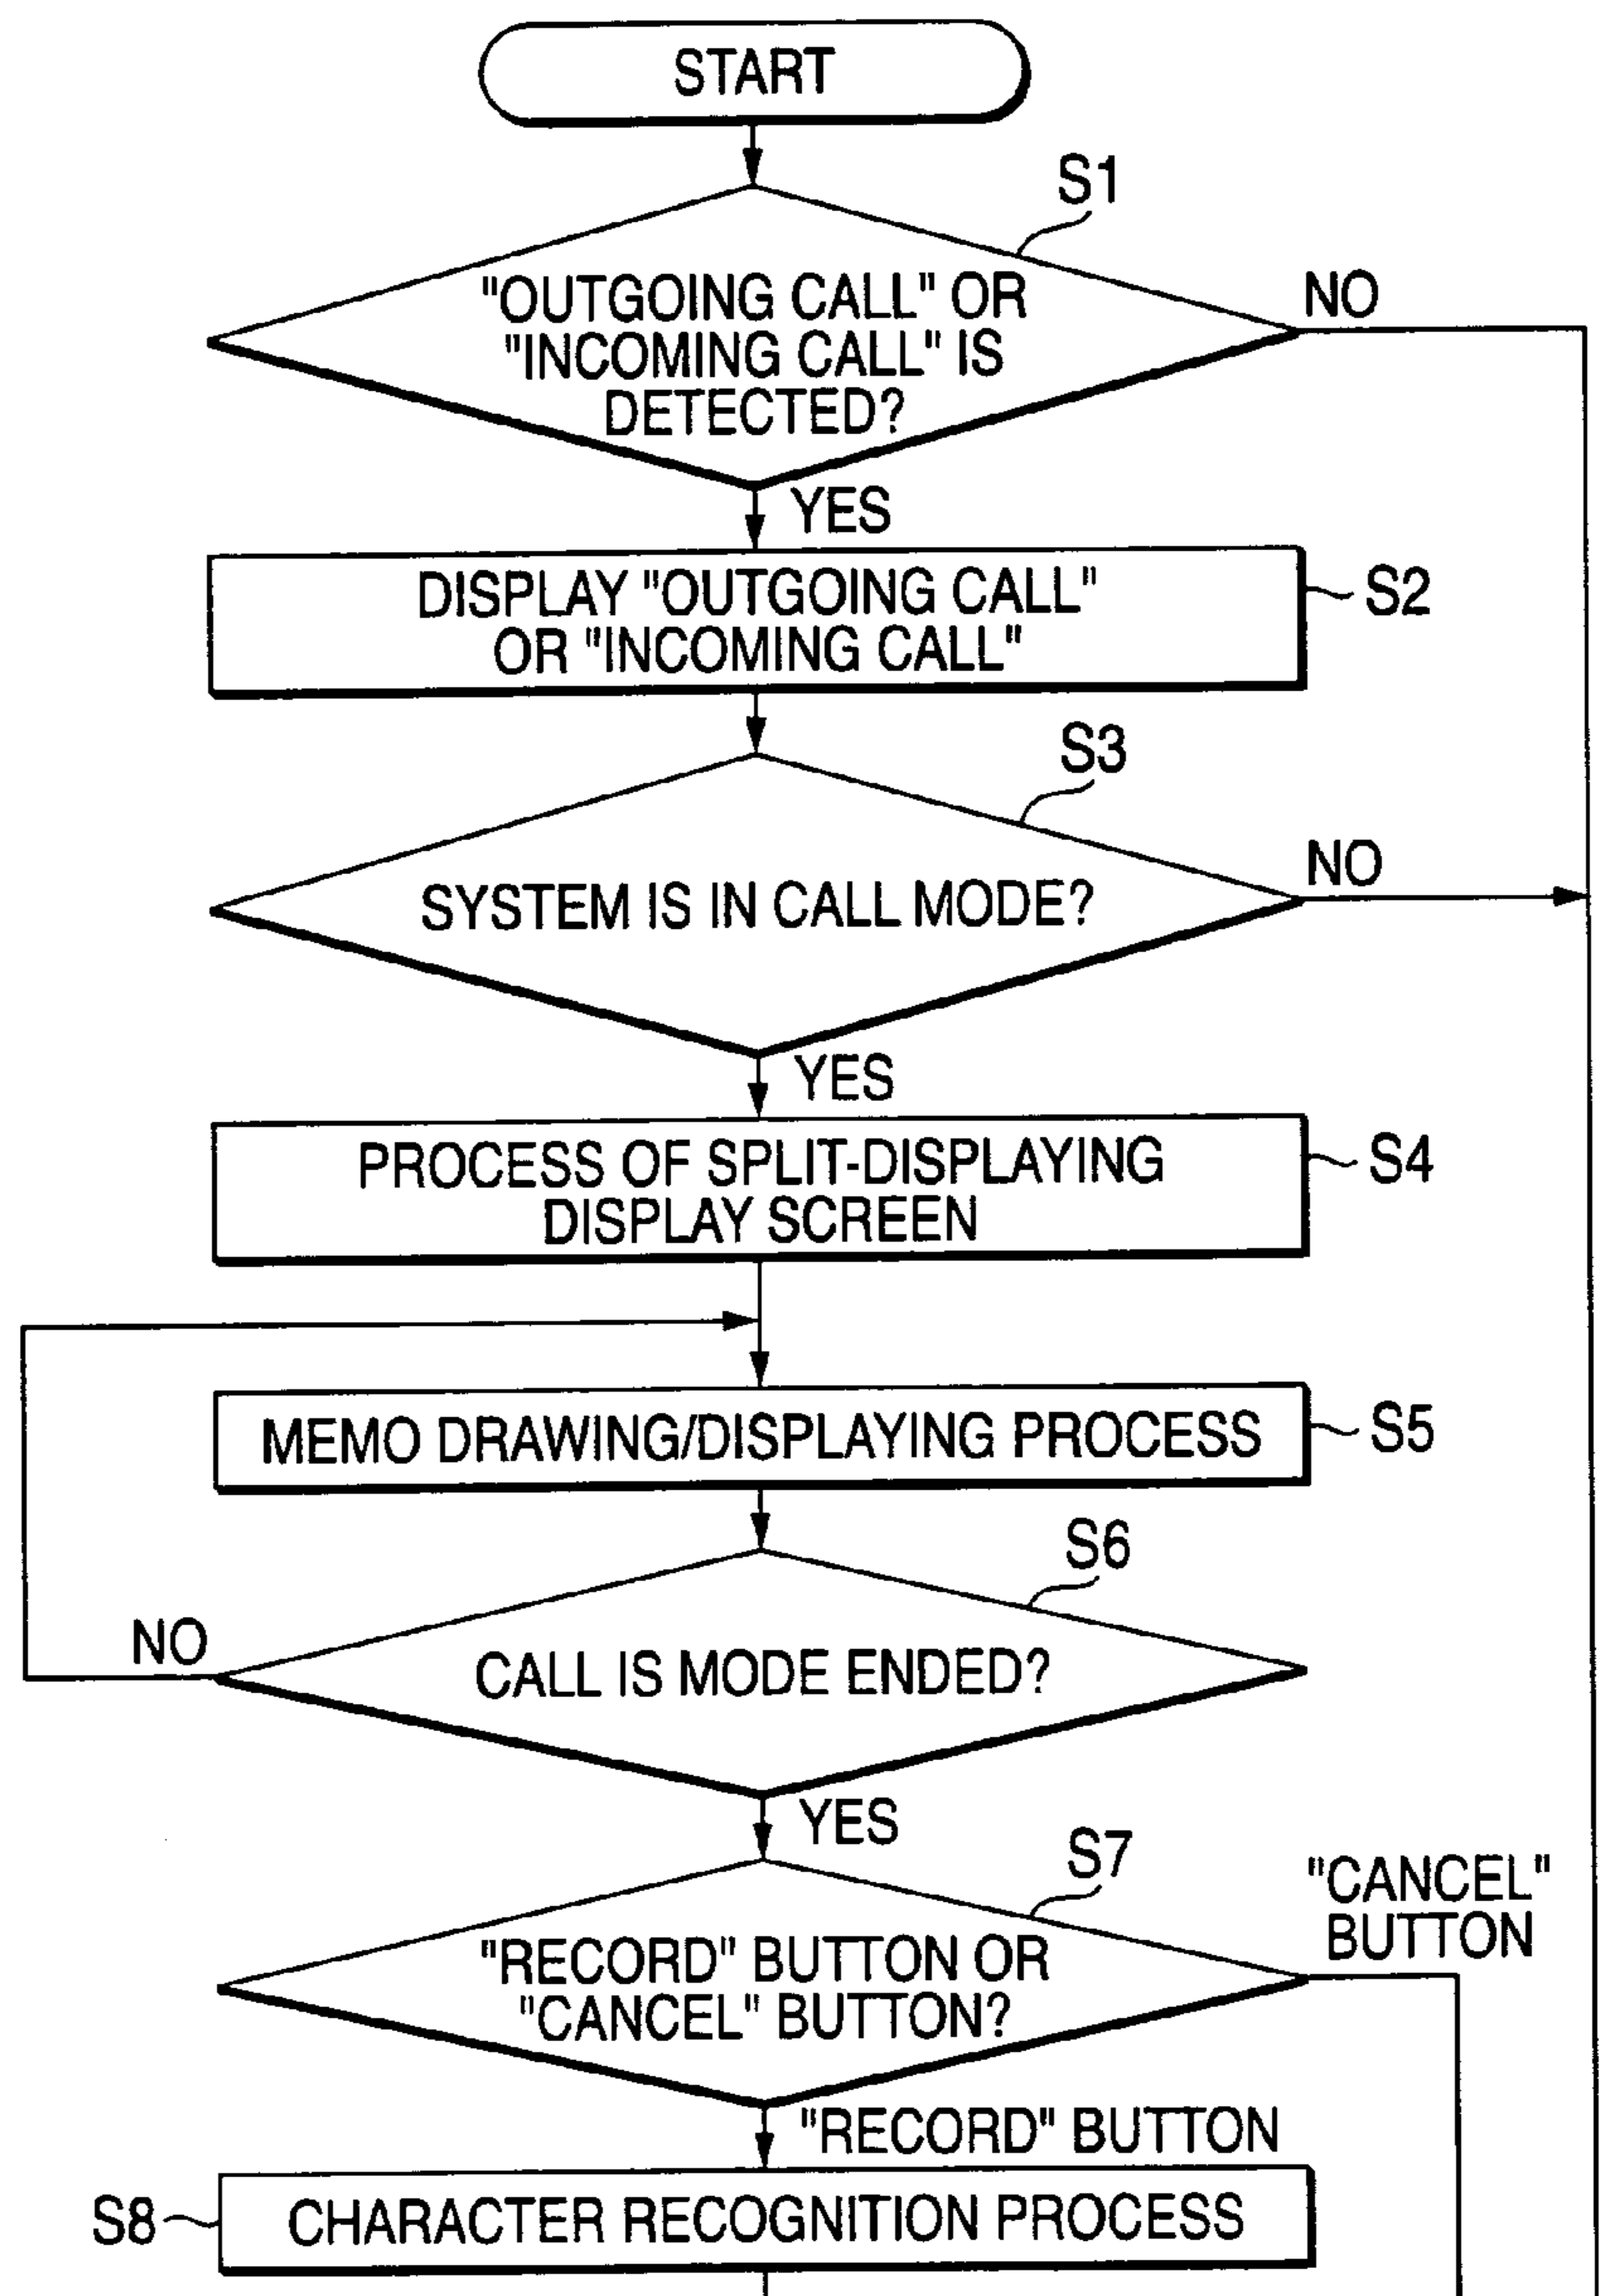 START
S1
"OUTGOING CALL" OR
"INCOMING CALL" IS
DETECTED?
NO
YES
DISPLAY "OUTGOING CALL"
OR "INCOMING CALL"
S2
S3
SYSTEM IS IN CALL MODE?
NO
YES
PROCESS OF SPLIT-DISPLAYING
DISPLAY SCREEN
S4
MEMO DRAWING/DISPLAYING PROCESS
S5
S6
NO
CALL IS MODE ENDED?
YES
S7
"CANCEL"
BUTTON
"RECORD" BUTTON OR
"CANCEL" BUTTON?
"RECORD" BUTTON
S8
CHARACTER RECOGNITION PROCESS